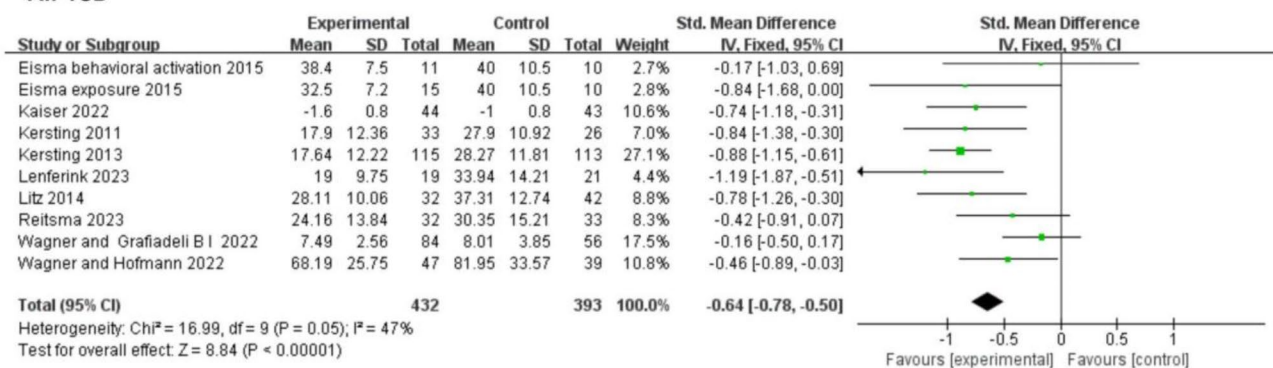 Experimental Control Std. Mean Difference Std. Mean Difference
Study or Subgroup Mean SD Total Mean SD Total Weight IV, Fixed, 95% CI IV, Fixed, 95% CI
Eisma behavioral activation 2015 38.4 7.5 11 40 10.5 10 2.7% -0.17 [-1.03, 0.69]
Eisma exposure 2015 32.5 7.2 15 40 10.5 10 2.8% -0.84 [-1.68, 0.00]
Kaiser 2022 -1.6 0.8 44 -1 0.8 43 10.6% -0.74 [-1.18, -0.31]
Kersting 2011 17.9 12.36 33 27.9 10.92 26 7.0% -0.84 [-1.38, -0.30]
Kersting 2013 17.64 12.22 115 28.27 11.81 113 27.1% -0.88 [-1.15, -0.61]
Lenferink 2023 19 9.75 19 33.94 14.21 21 4.4% -1.19 [-1.87, -0.51]
Litz 2014 28.11 10.06 32 37.31 12.74 42 8.8% -0.78 [-1.26, -0.30]
Reitsma 2023 24.16 13.84 32 30.35 15.21 33 8.3% -0.42 [-0.91, 0.07]
Wagner and Grafiadeli B I 2022 7.49 2.56 84 8.01 3.85 56 17.5% -0.16 [-0.50, 0.17]
Wagner and Hofmann 2022 68.19 25.75 47 81.95 33.57 39 10.8% -0.46 [-0.89, -0.03]
Total (95% CI) 432 393 100.0% -0.64 [-0.78, -0.50]
Heterogeneity: Chi² = 16.99, df = 9 (P = 0.05); I² = 47%
Test for overall effect: Z = 8.84 (P < 0.00001)
-1 -0.5 0 0.5 1
Favours [experimental] Favours [control]